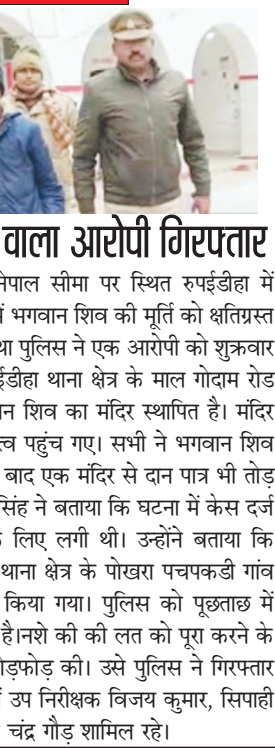 वाला आरोपी गिरफ्तार
नेपाल सीमा पर स्थित रुपईडीहा में
भगवान शिव की मूर्ति को क्षतिग्रस्त
था पुलिस ने एक आरोपी को शुक्रवार
ईडीहा थाना क्षेत्र के माल गोदाम रोड
न शिव का मंदिर स्थापित है। मंदिर
त्व पहुंच गए। सभी ने भगवान शिव
बाद एक मंदिर से दान पात्र भी तोड़
सिंह ने बताया कि घटना में केस दर्ज
लिए लगी थी। उन्होंने बताया कि
थाना क्षेत्र के पोखरा पचपकडी गांव
किया गया। पुलिस को पूछताछ में
है।नशे की की लत को पूरा करने के
ोड़फोड़ की। उसे पुलिस ने गिरफ्तार
उप निरीक्षक विजय कुमार, सिपाही
चंद्र गौड़ शामिल रहे।